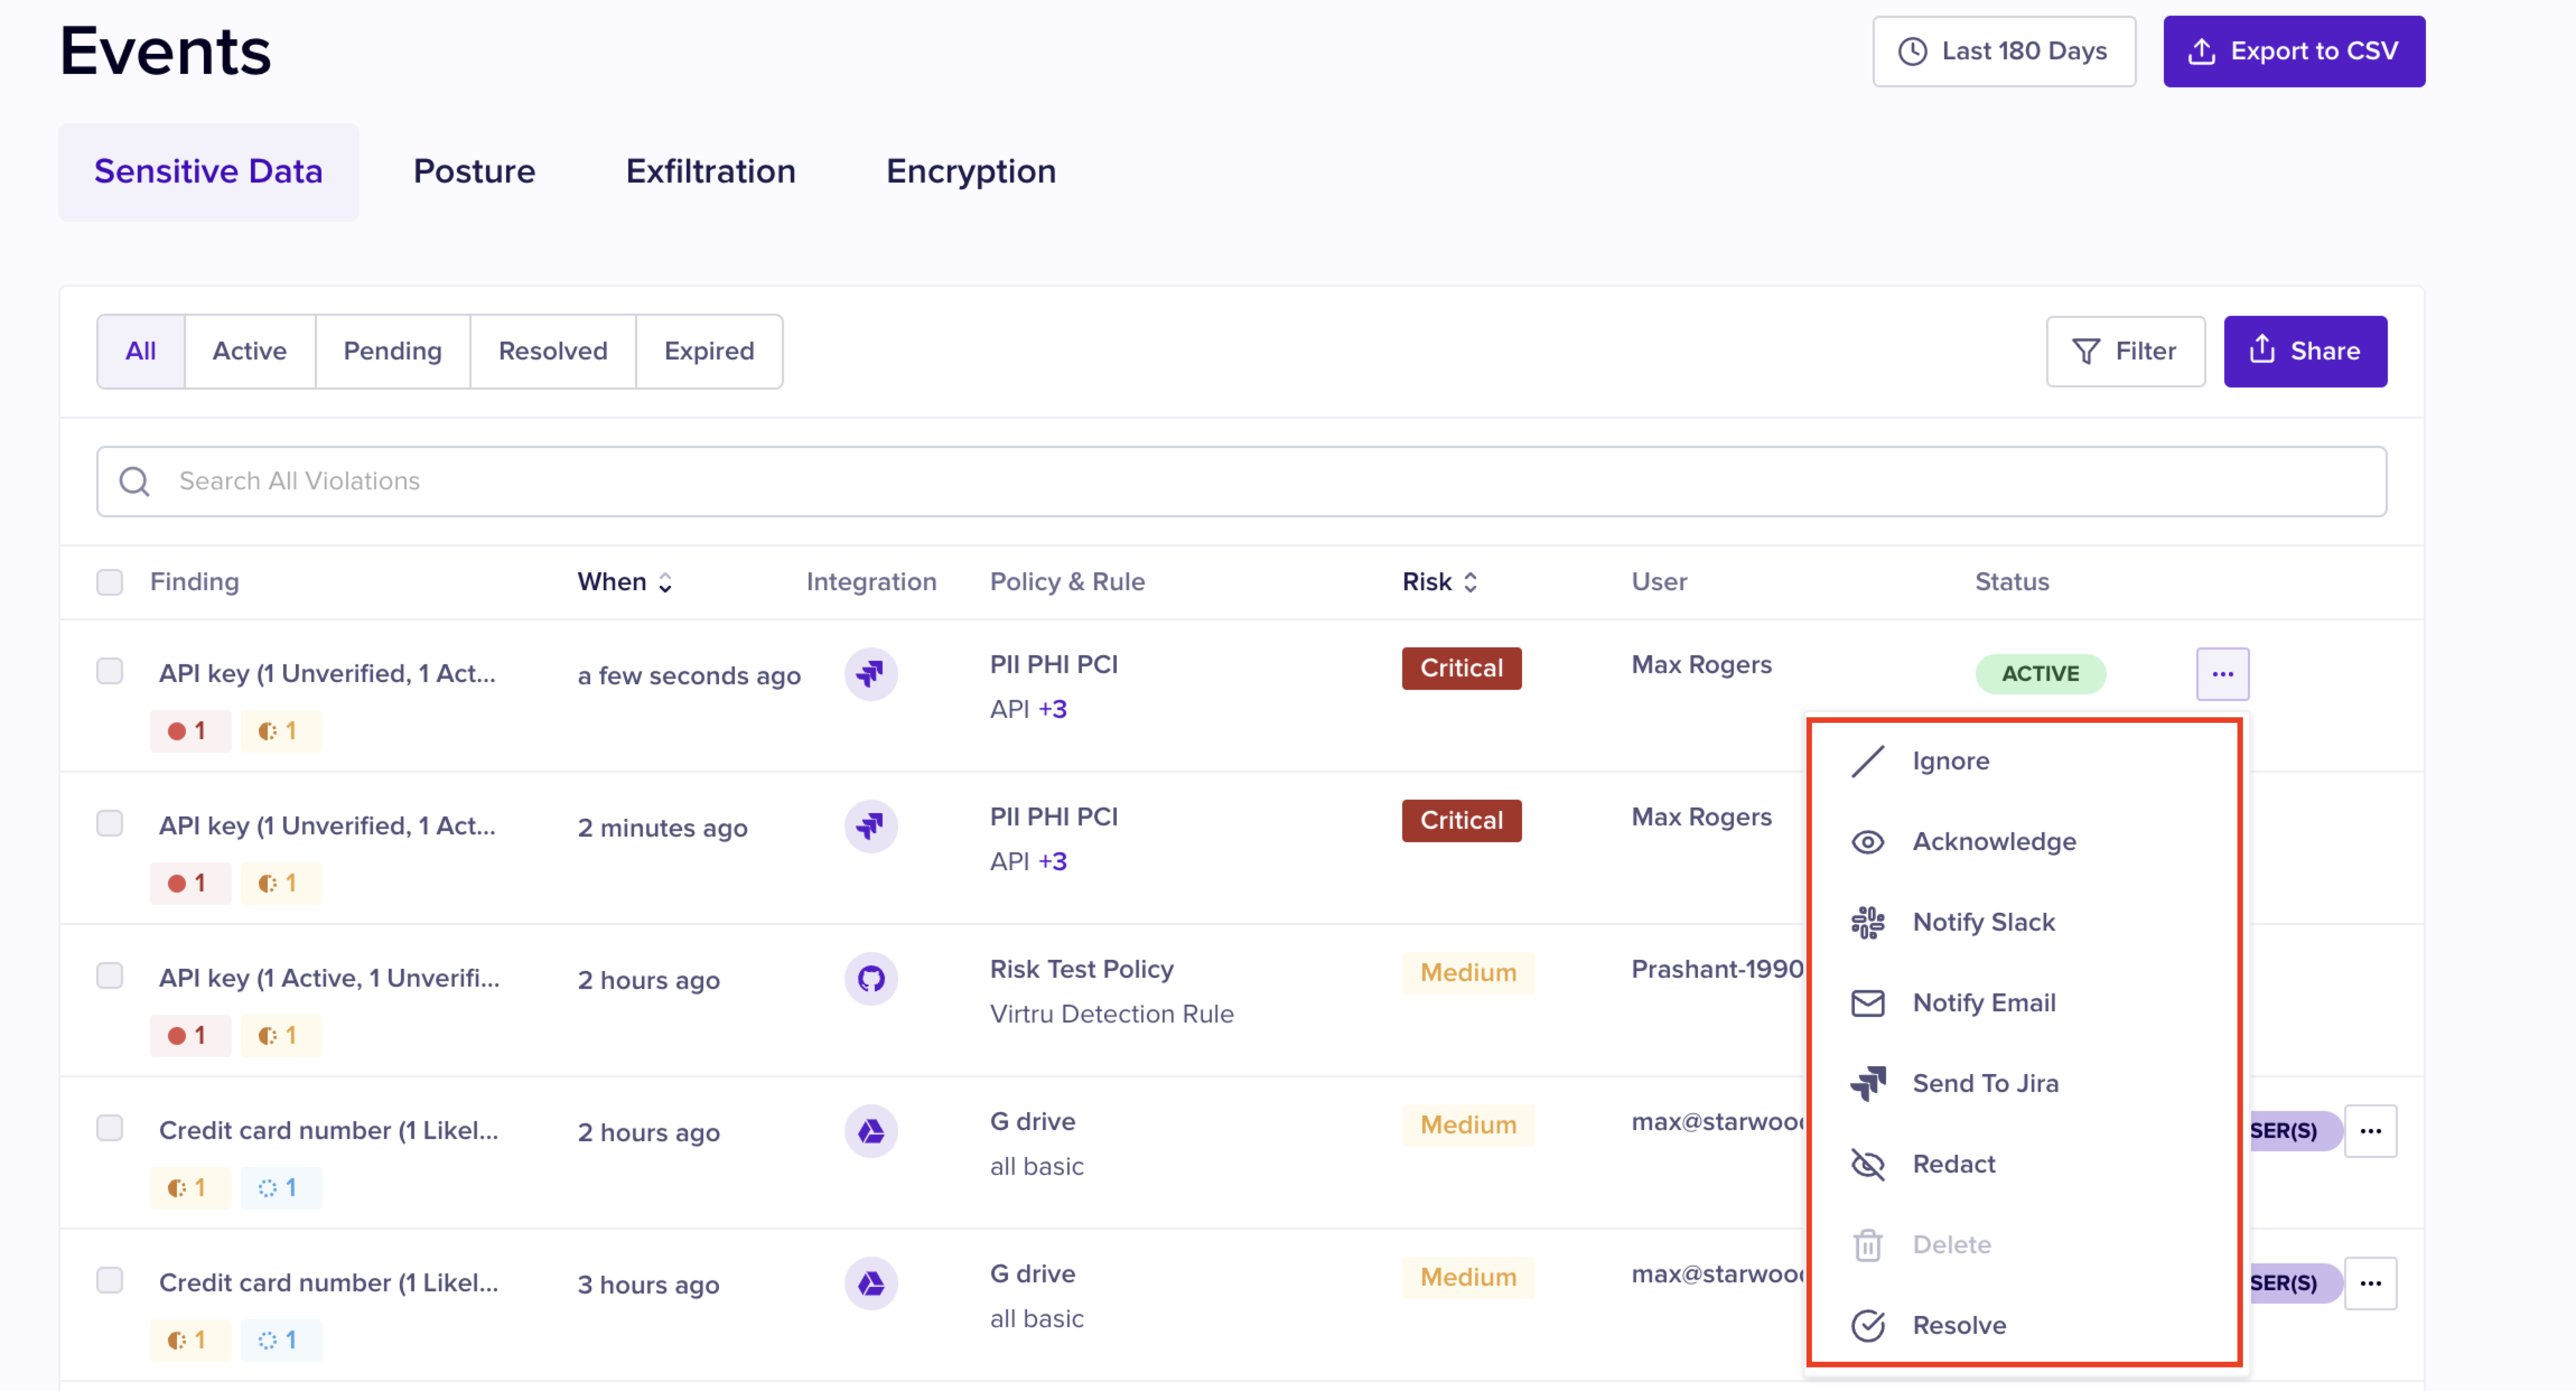 Events
Last 180 Days
Export to CSV
Sensitive Data
Posture
Exfiltration
Encryption
All
Active
Pending
Resolved
Expired
Filter
Share
Search All Violations
Finding
When
Integration
Policy & Rule
Risk
User
Status
API key (1 Unverified, 1 Act...
a few seconds ago
PII PHI PCI
API +3
Critical
Max Rogers
ACTIVE
1
1
API key (1 Unverified, 1 Act...
2 minutes ago
PII PHI PCI
API +3
Critical
Max Rogers
1
1
API key (1 Active, 1 Unverifi...
2 hours ago
Risk Test Policy
Virtru Detection Rule
Medium
Prashant-1990
1
1
Credit card number (1 Likel...
2 hours ago
G drive
all basic
Medium
max@starwoo
SER(S)
1
1
Credit card number (1 Likel...
3 hours ago
G drive
all basic
Medium
max@starwoo
SER(S)
1
1
Ignore
Acknowledge
Notify Slack
Notify Email
Send To Jira
Redact
Delete
Resolve